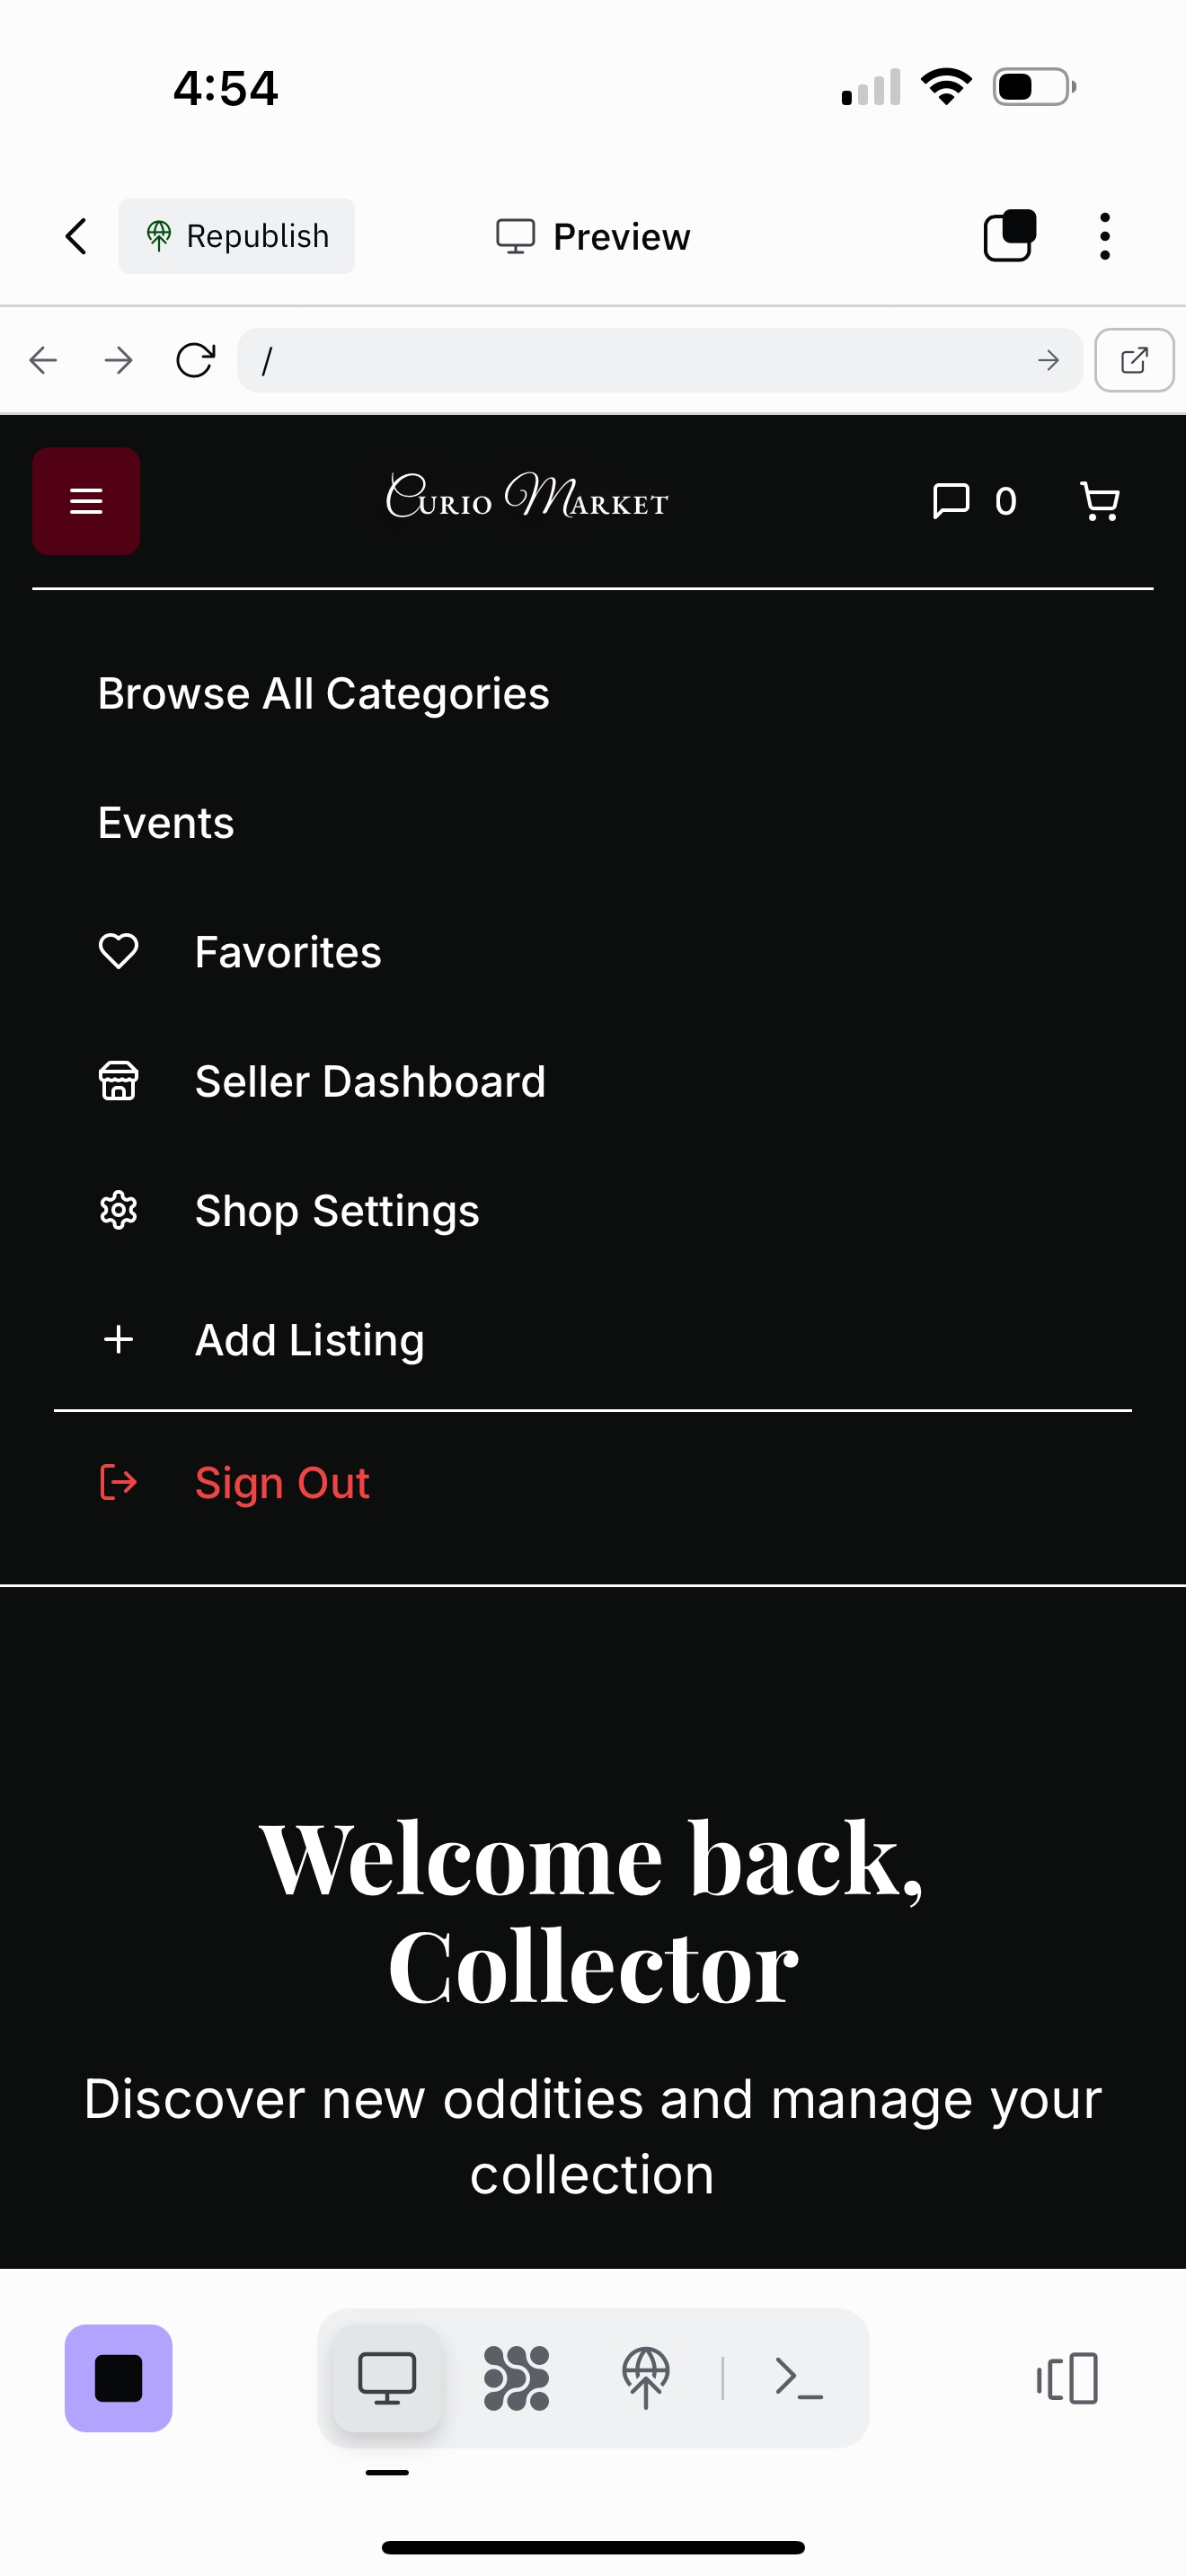 4:54
Republish
Preview
/
Curio Market
0
Browse All Categories
Events
Favorites
Seller Dashboard
Shop Settings
Add Listing
Sign Out
Welcome back,
Collector
Discover new oddities and manage your
collection